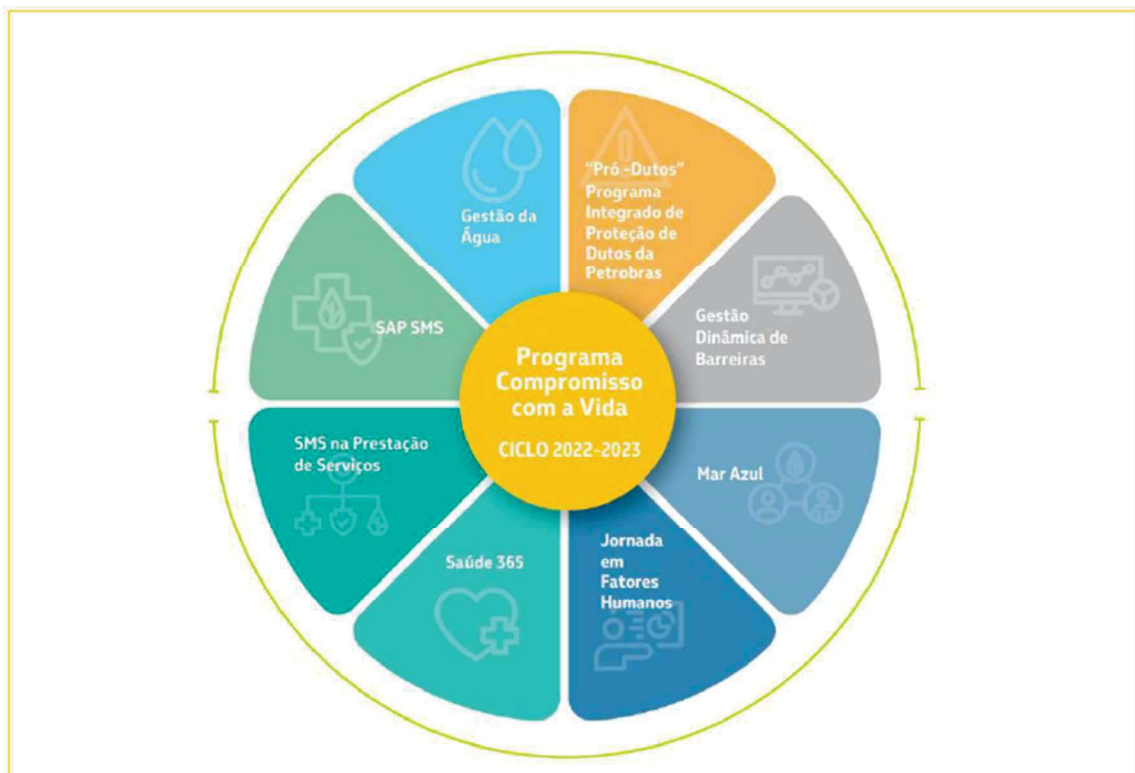 "Pró -Dutos"
Programa
Integrado de
Proteção de
Dutos da
Petrobras
Gestão
Dinâmica de
Barreiras
Mar Azul
Jornada
em
Fatores
Humanos
Saúde 365
SMS na Prestação
de Serviços
SAP SMS
Gestão da
Água
Programa
Compromisso
com a Vida
CICLO 2022-2023